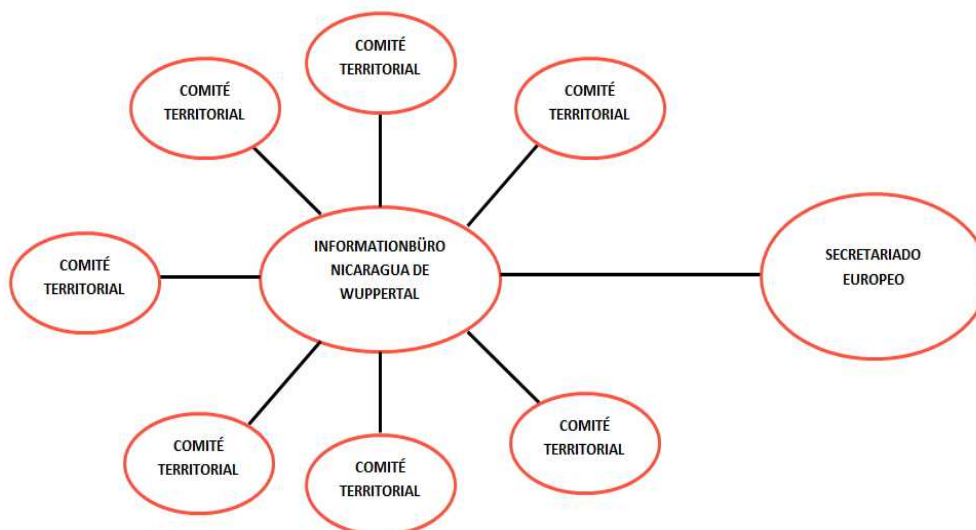 COMITÉ
TERRITORIAL
COMITÉ
TERRITORIAL
COMITÉ
TERRITORIAL
INFORMATIONBÜRO
NICARAGUA DE
WUPPERTAL
SECRETARIADO
EUROPEO
COMITÉ
TERRITORIAL
COMITÉ
TERRITORIAL
COMITÉ
TERRITORIAL
COMITÉ
TERRITORIAL